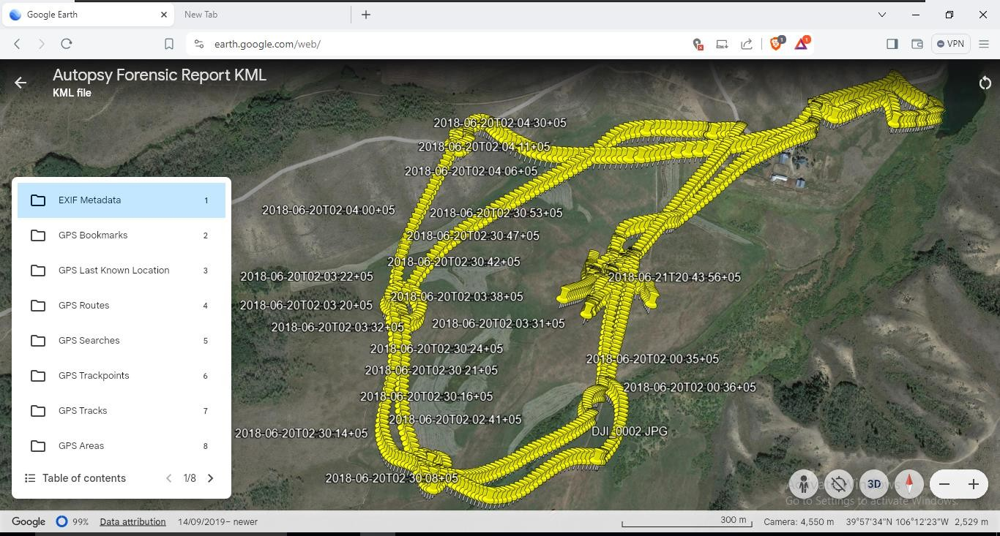 Google Earth
New Tab
earth.google.com/web/
1
1
VPN
Autopsy Forensic Report KML
KML file
EXIF Metadata 1
GPS Bookmarks 2
GPS Last Known Location 3
GPS Routes 4
GPS Searches 5
GPS Trackpoints 6
GPS Tracks 7
GPS Areas 8
Table of contents 1/8
2018-06-20T02:04:30+05
2018-06-20T02:04:11+05
2018-06-20T02:04:06+05
2018-06-20T02:04:00+05
2018-06-20T02:30:53+05
2018-06-20T02:30:47+05
2018-06-20T02:30:42+05
2018-06-20T02:03:22+05
2018-06-21T20:43:56+05
2018-06-20T02:03:38+05
2018-06-20T02:03:20+05
2018-06-20T02:03:31+05
2018-06-20T02:03:32+05
2018-06-20T02:30:24+05
2018-06-20T02:00:35+05
2018-06-20T02:30:21+05
2018-06-20T02:00:36+05
2018-06-20T02:30:16+05
2018-06-20T02:02:41+05
2018-06-20T02:30:14+05
DJI_0002.JPG
2018-06-20T02:30:08+05
3D
Activate Windows
Go to Settings to activate Windows.
Google 99% Data attribution 14/09/2019– newer 300 m Camera: 4,550 m 39°57'34"N 106°12'23"W 2,529 m